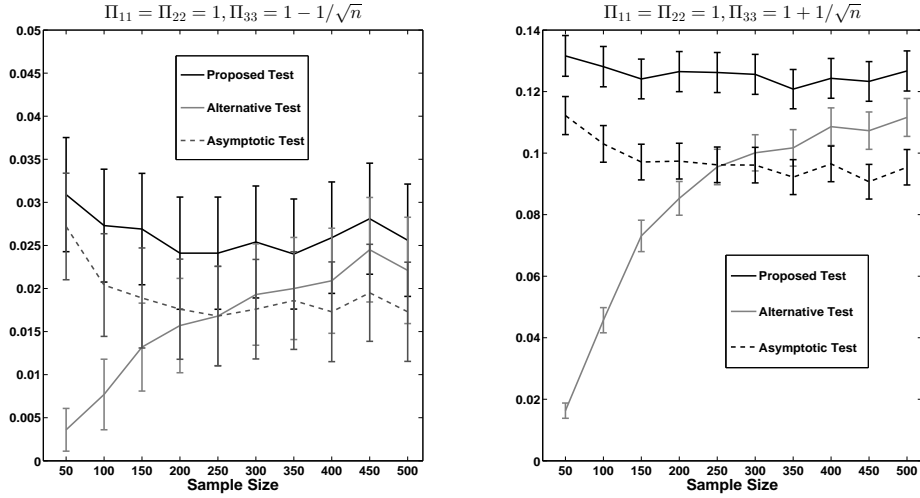 Π₁₁ = Π₂₂ = 1, Π₃₃ = 1 − 1/√n
0.05
0.045
0.04
0.035
0.03
0.025
0.02
0.015
0.01
0.005
0
Proposed Test
Alternative Test
Asymptotic Test
50 100 150 200 250 300 350 400 450 500
Sample Size
Π₁₁ = Π₂₂ = 1, Π₃₃ = 1 + 1/√n
0.14
0.12
0.1
0.08
0.06
0.04
0.02
0
Proposed Test
Alternative Test
Asymptotic Test
50 100 150 200 250 300 350 400 450 500
Sample Size